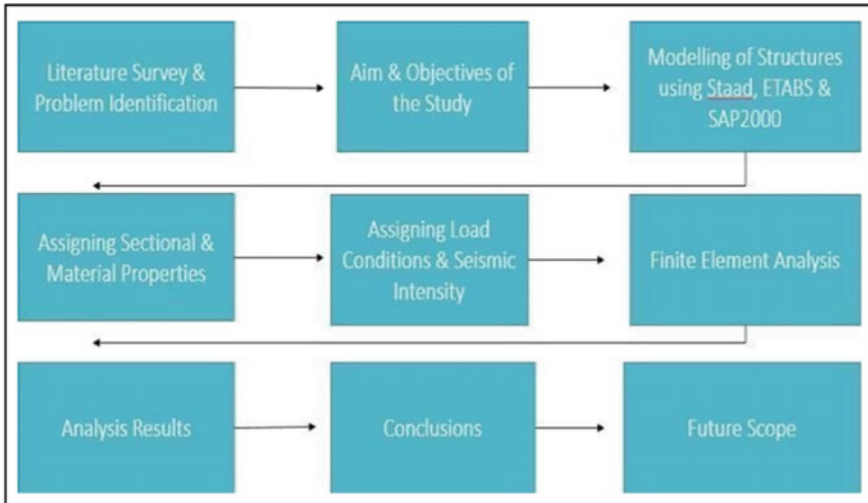 Literature Survey &
Problem Identification
Aim & Objectives of
the Study
Modelling of Structures
using Staad, ETABS &
SAP2000
Assigning Sectional &
Material Properties
Assigning Load
Conditions & Seismic
Intensity
Finite Element Analysis
Analysis Results
Conclusions
Future Scope